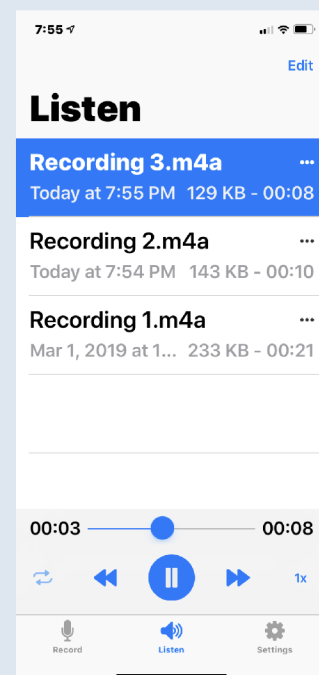 7:55
Edit
Listen
Recording 3.m4a
Today at 7:55 PM 129 KB - 00:08
Recording 2.m4a
Today at 7:54 PM 143 KB - 00:10
Recording 1.m4a
Mar 1, 2019 at 1... 233 KB - 00:21
00:03 00:08
1x
Record Listen Settings